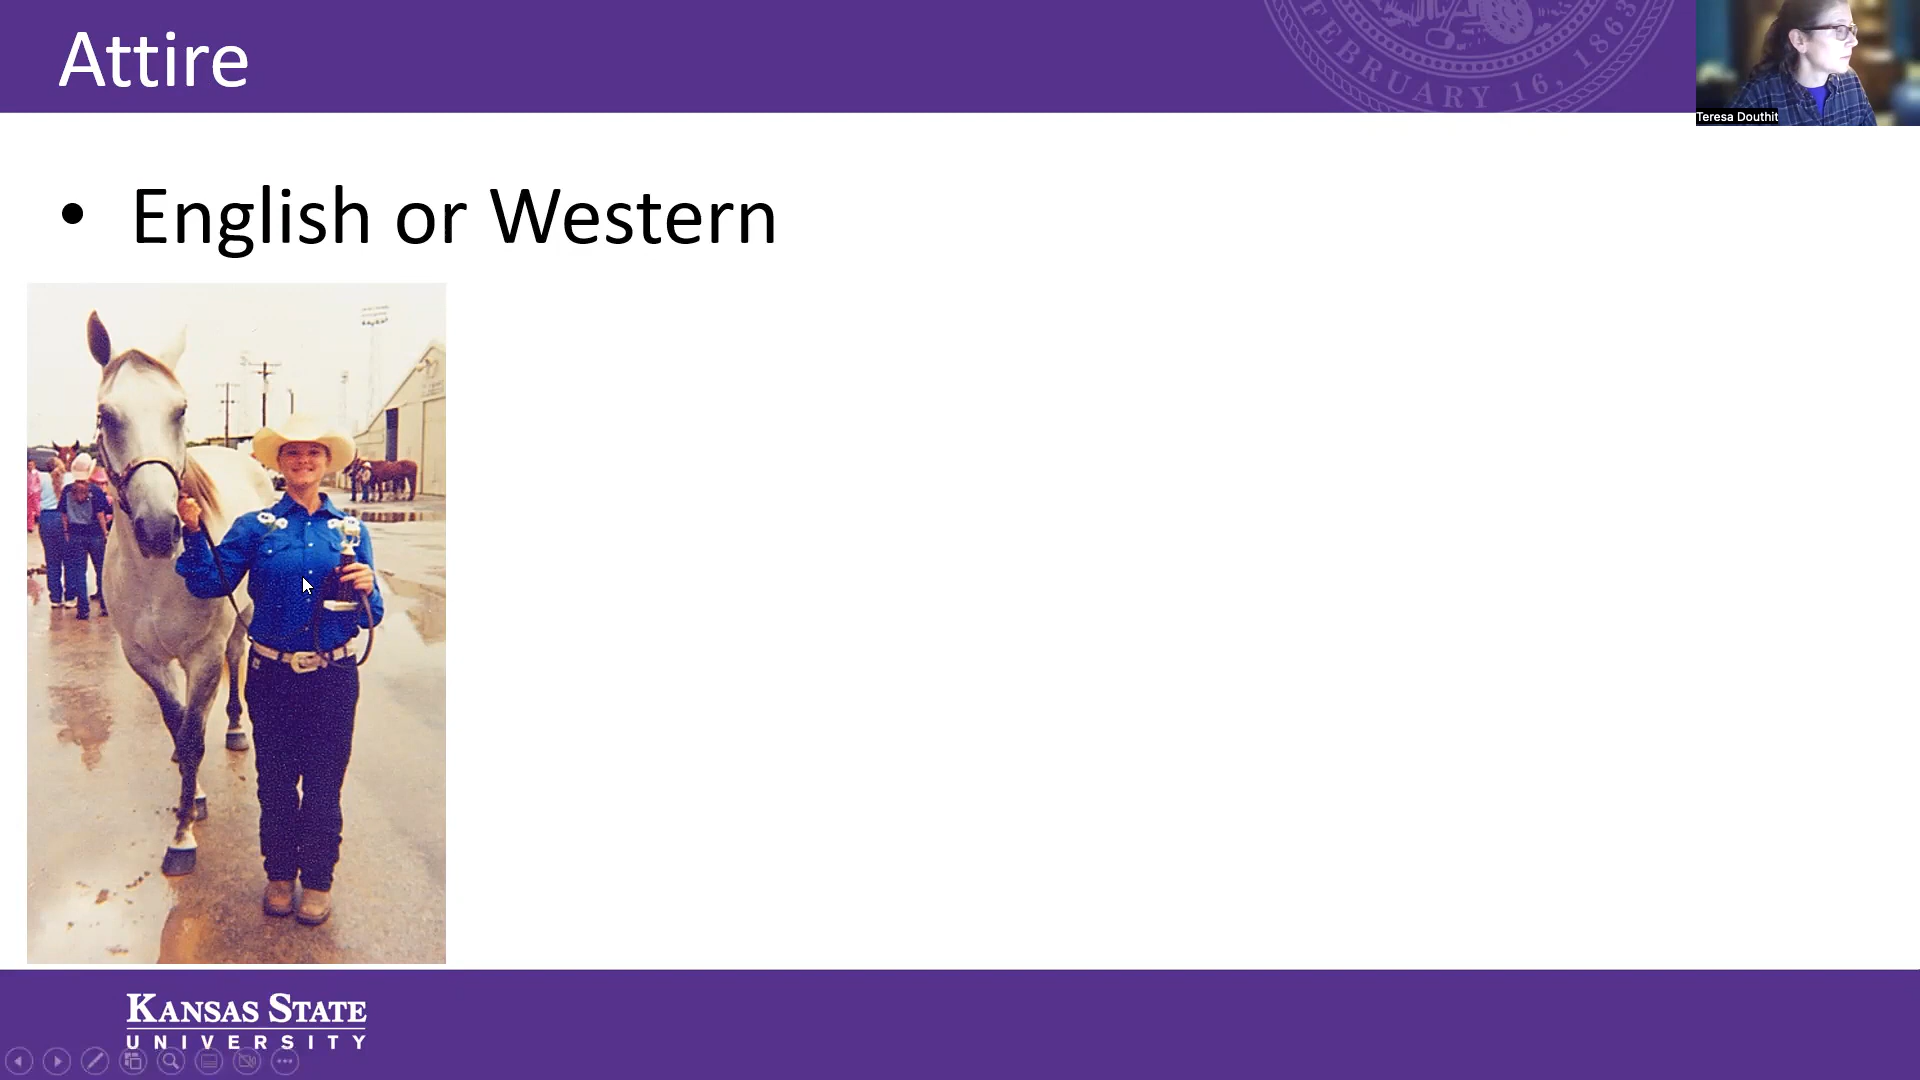 Attire
FEBRUARY 16, 1863
Teresa Douthit
• English or Western
KANSAS STATE
UNIVERSITY